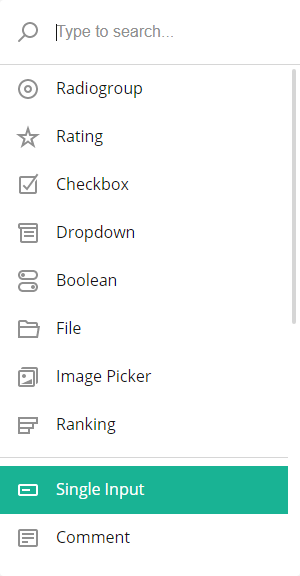 Type to search...
Radiogroup
Rating
Checkbox
Dropdown
Boolean
File
Image Picker
Ranking
Single Input
Comment